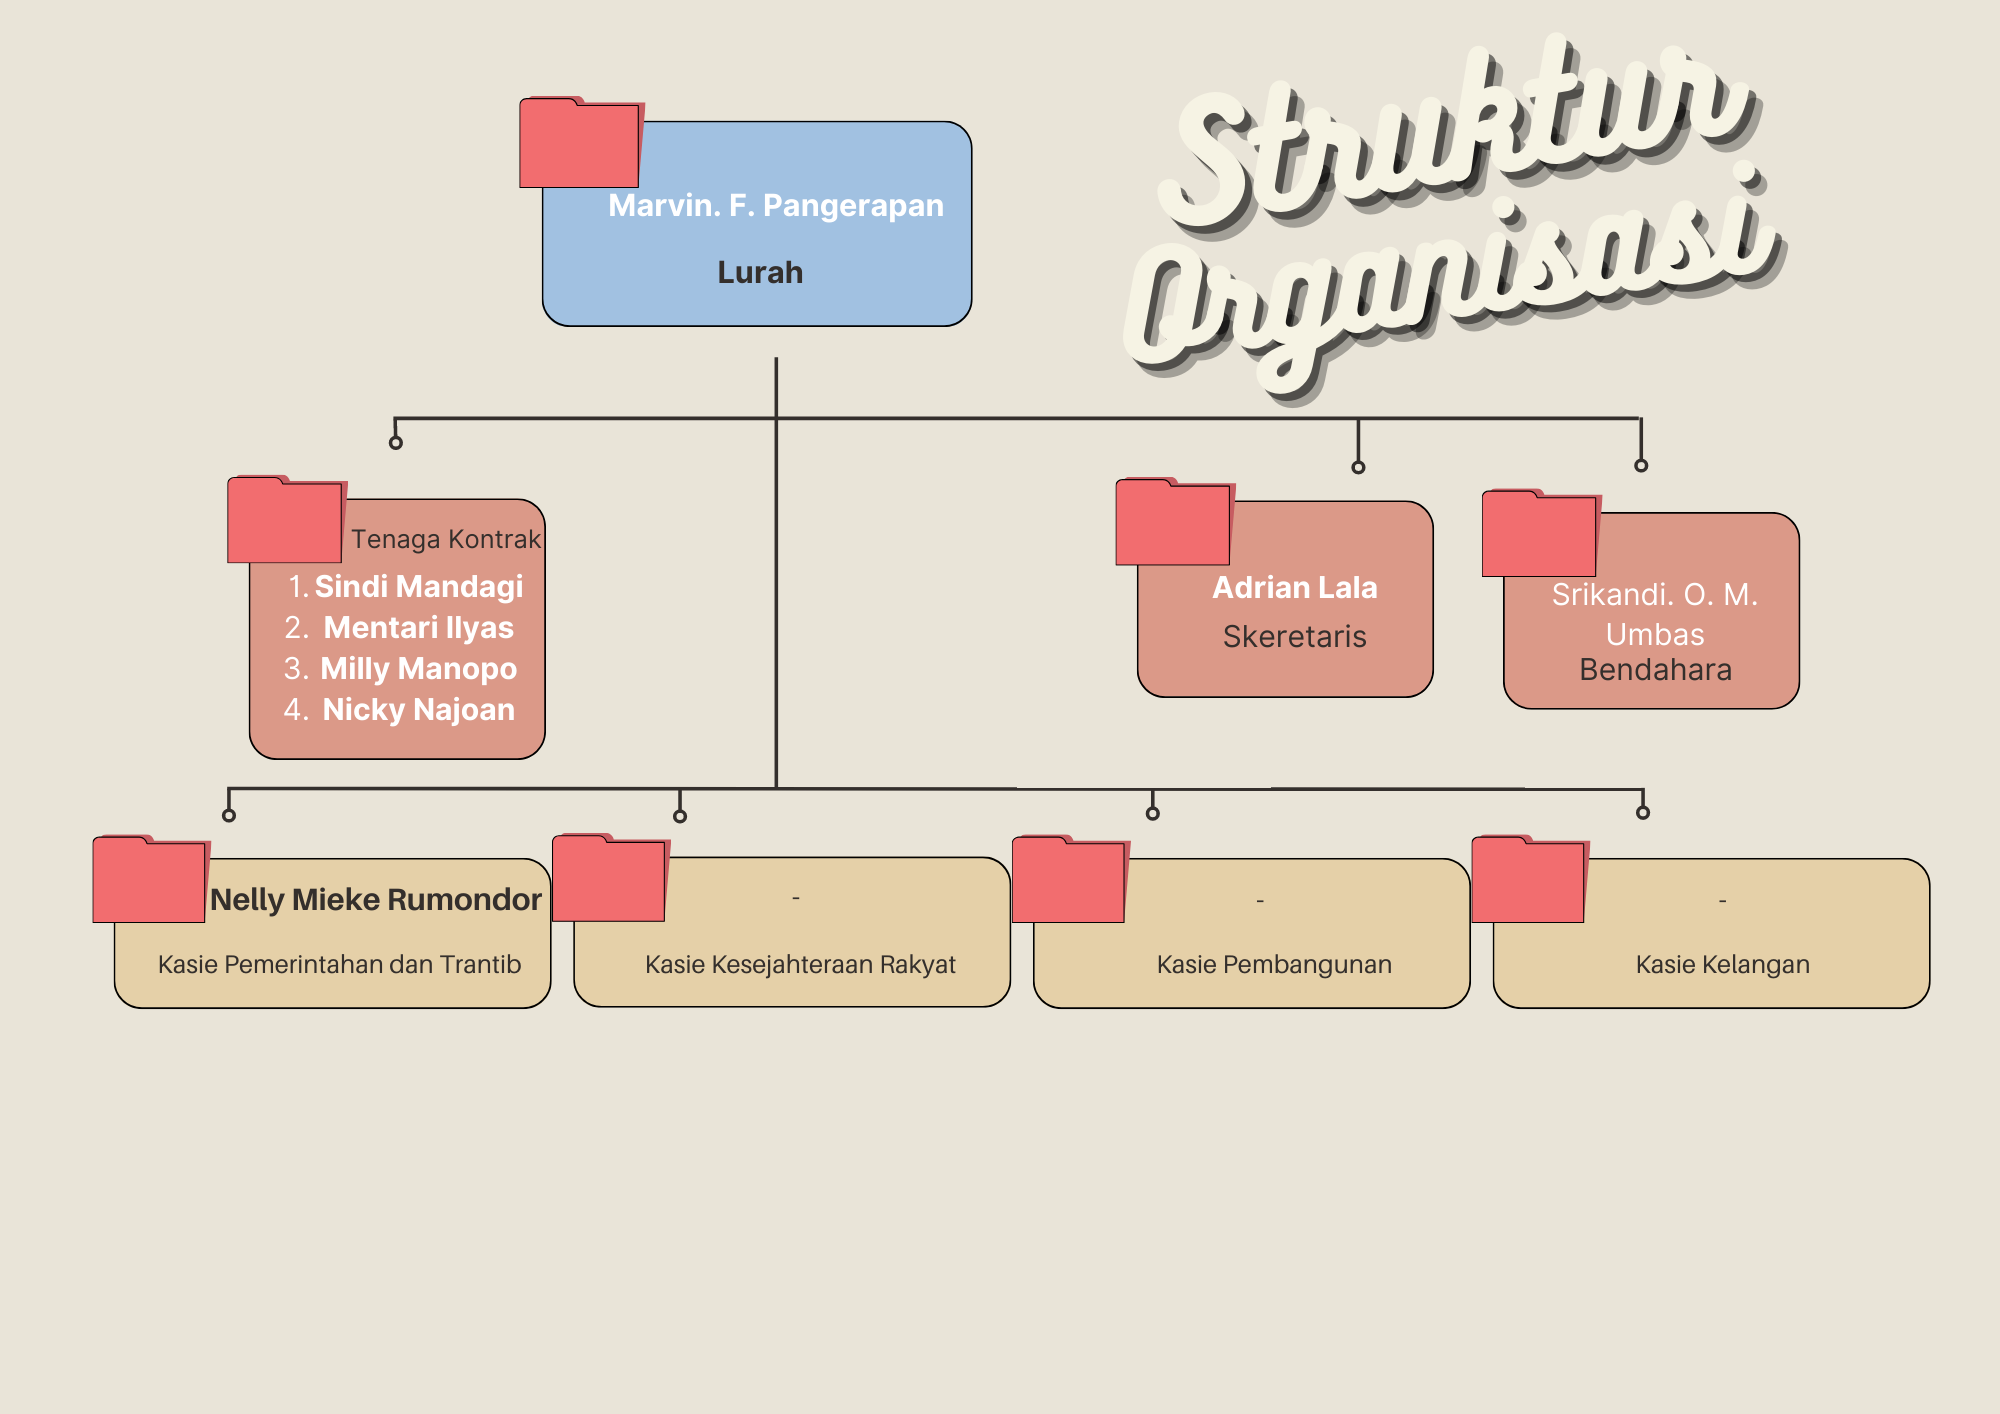 Struktur
Organisasi
Marvin. F. Pangerapan
Lurah
Tenaga Kontrak
1. Sindi Mandagi
2. Mentari Ilyas
3. Milly Manopo
4. Nicky Najoan
Adrian Lala
Skeretaris
Srikandi. O. M.
Umbas
Bendahara
Nelly Mieke Rumondor
Kasie Pemerintahan dan Trantib
-
Kasie Kesejahteraan Rakyat
-
Kasie Pembangunan
-
Kasie Kelangan